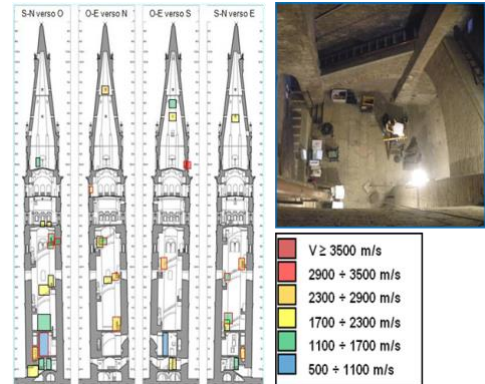 S-N verso O
O-E verso N
O-E verso S
S-N verso E
V ≥ 3500 m/s
2900 ÷ 3500 m/s
2300 ÷ 2900 m/s
1700 ÷ 2300 m/s
1100 ÷ 1700 m/s
500 ÷ 1100 m/s